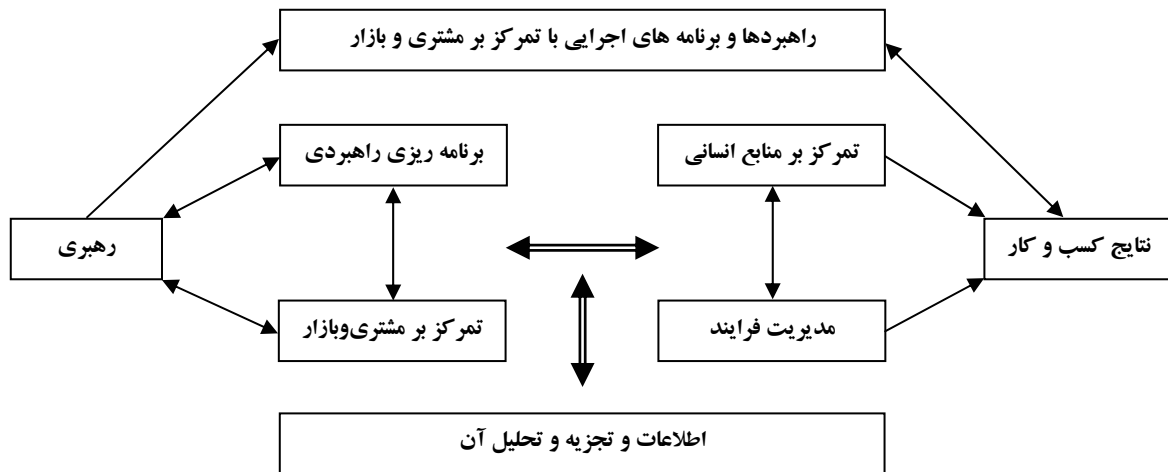 راهبردها و برنامه های اجرایی با تمرکز بر مشتری و بازار
تمرکز بر منابع انسانی
برنامه ریزی راهبردی
نتایج کسب و کار
رهبری
مدیریت فرایند
تمرکز بر مشتری‌وبازار
اطلاعات و تجزیه و تحلیل آن